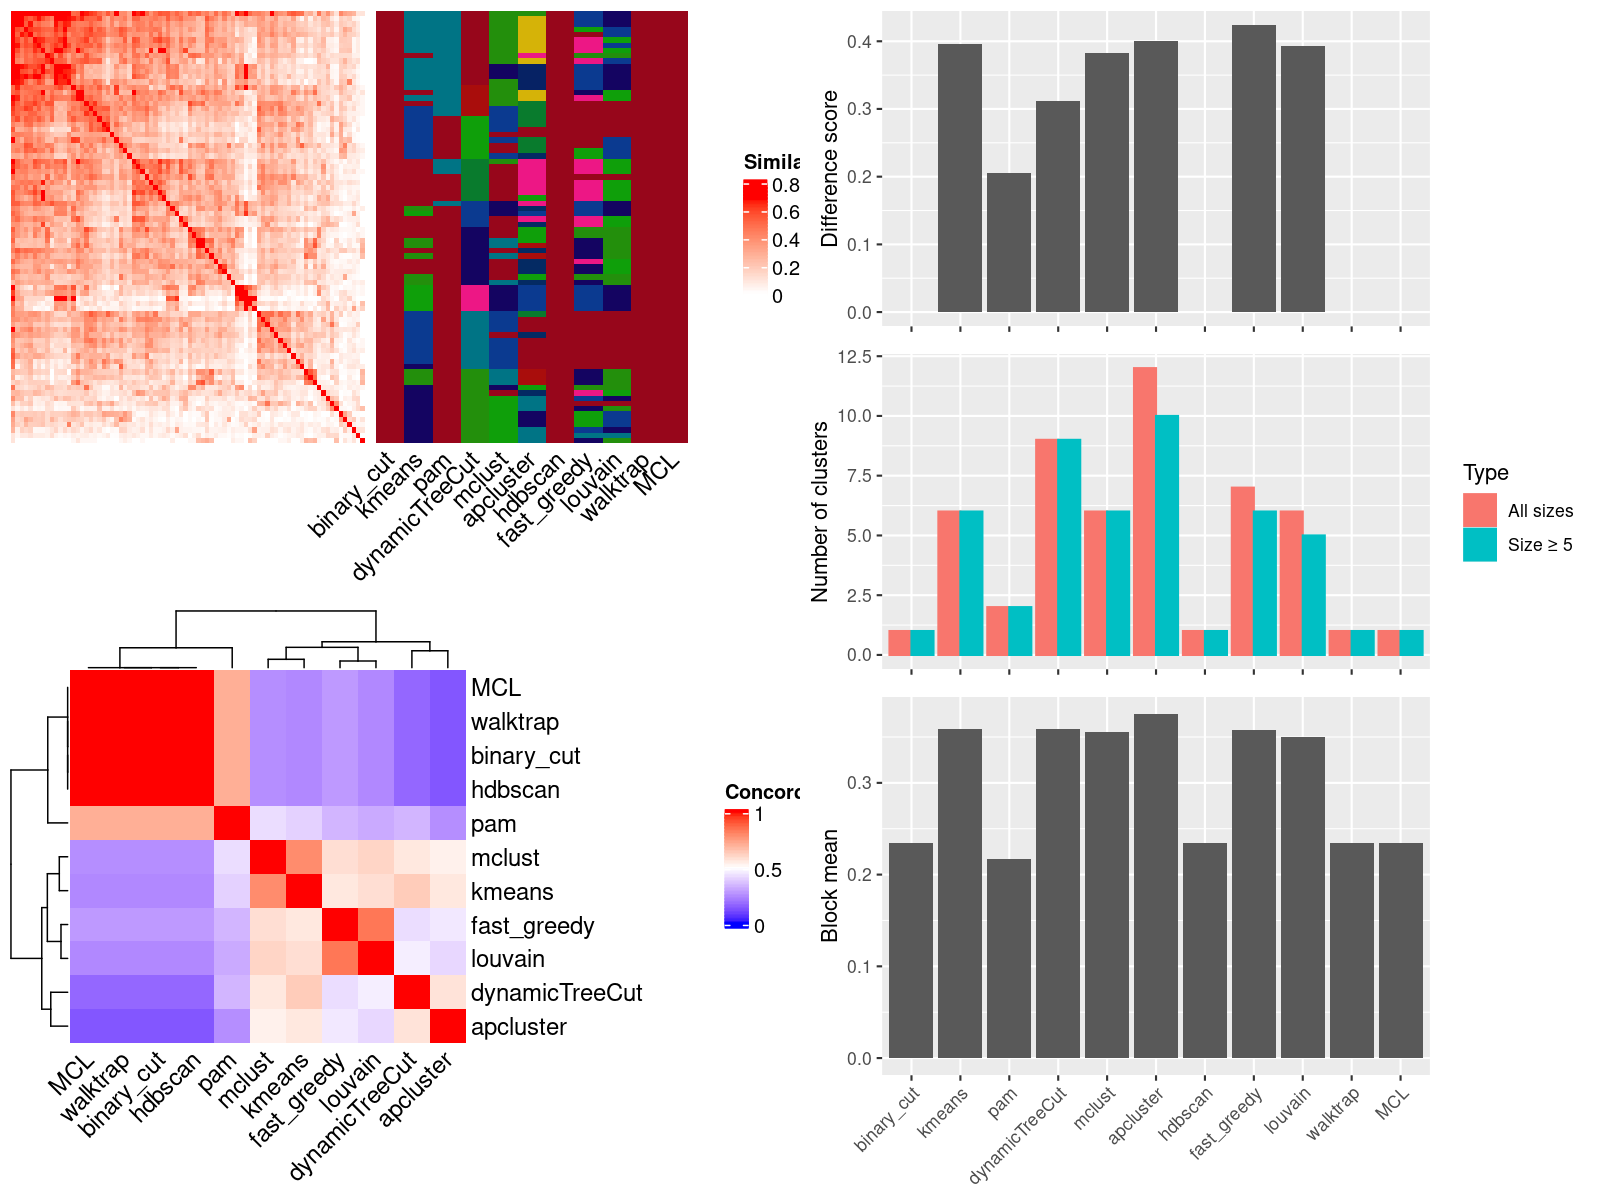 Simila
0.8
0.6
0.4
0.2
0
binary_cut
kmeans
pam
dynamicTreeCut
mclust
apcluster
hdbscan
fast_greedy
louvain
walktrap
MCL
MCL
walktrap
binary_cut
hdbscan
pam
mclust
kmeans
fast_greedy
louvain
dynamicTreeCut
apcluster
MCL
walktrap
binary_cut
hdbscan
pam
mclust
kmeans
fast_greedy
louvain
dynamicTreeCut
apcluster
Concord
1
0.5
0
Difference score
0.4
0.3
0.2
0.1
0.0
Number of clusters
12.5
10.0
7.5
5.0
2.5
0.0
Type
All sizes
Size ≥ 5
Block mean
0.3
0.2
0.1
0.0
binary_cut
kmeans
pam
dynamicTreeCut
mclust
apcluster
hdbscan
fast_greedy
louvain
walktrap
MCL